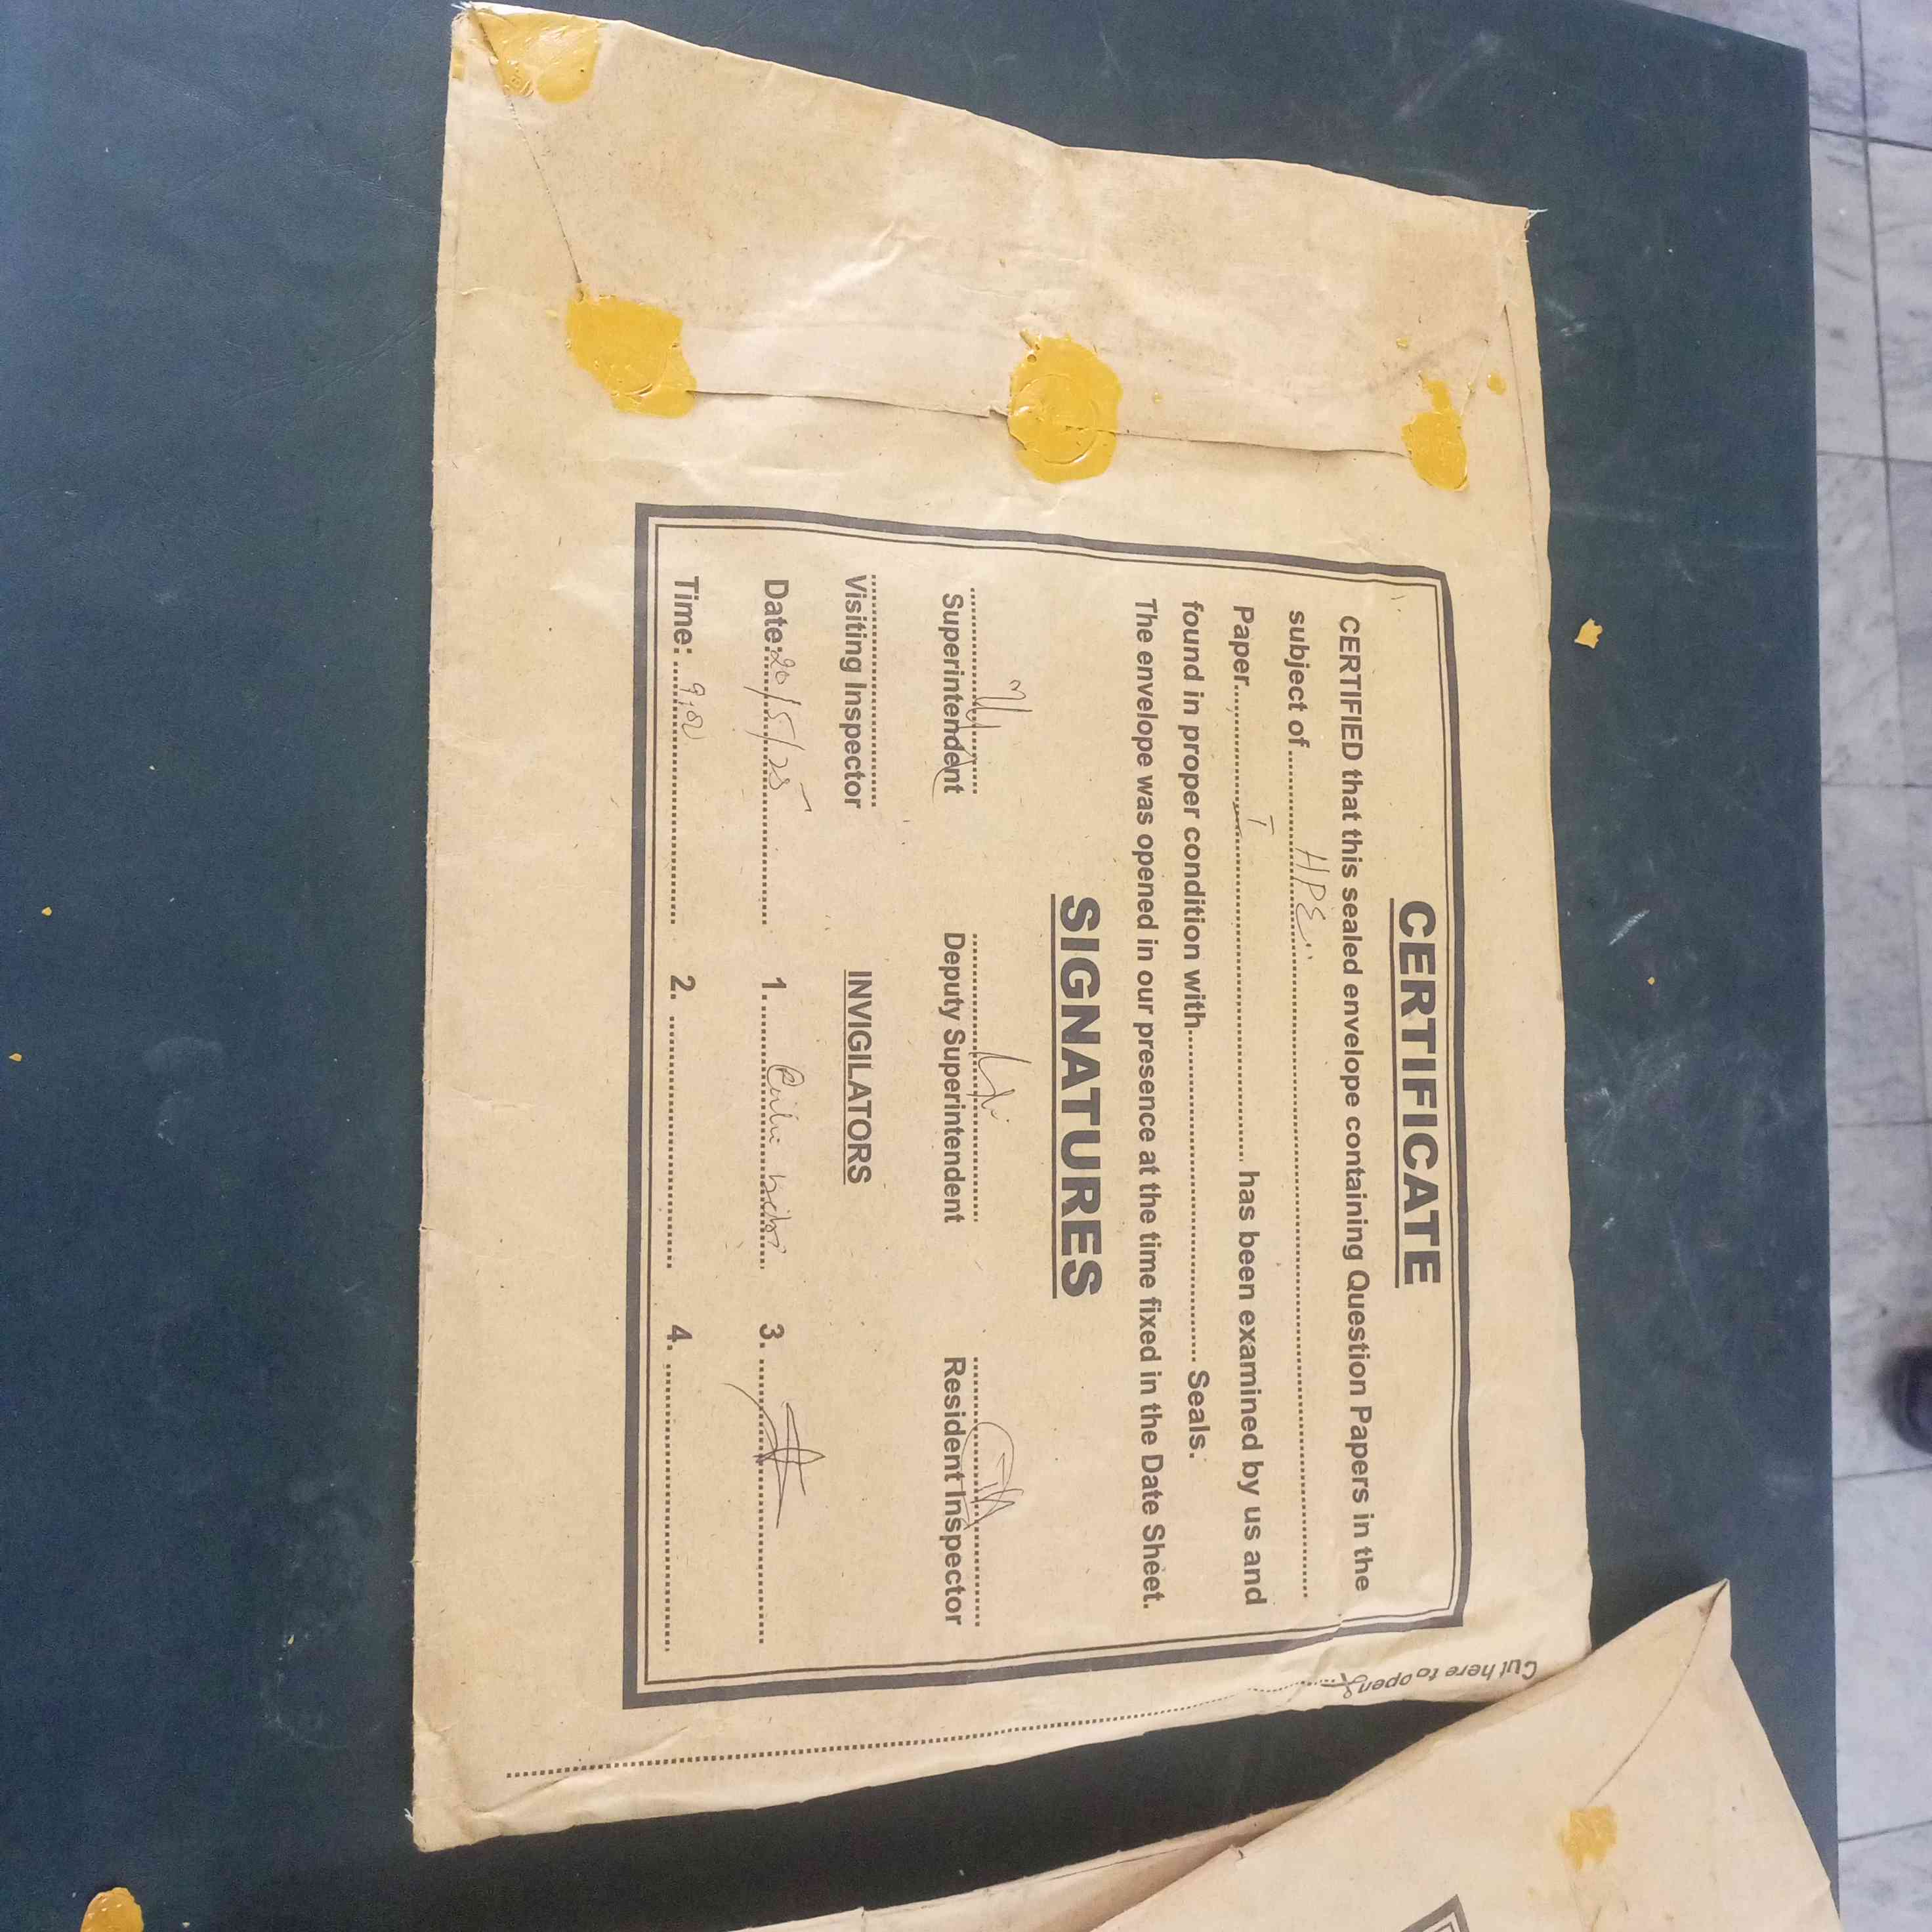 CERTIFICATE
CERTIFIED that this sealed envelope containing Question Papers in the
subject of.......... HPE ..........
Paper.......... I .......... has been examined by us and
found in proper condition with.................... Seals.
The envelope was opened in our presence at the time fixed in the Date Sheet.
SIGNATURES
Superintendent Deputy Superintendent Resident Inspector
Visiting Inspector INVIGILATORS
Date: 20/5/25 1. .......... 3. ..........
Time: .......... 2. .......... 4. ..........
Cut here to open